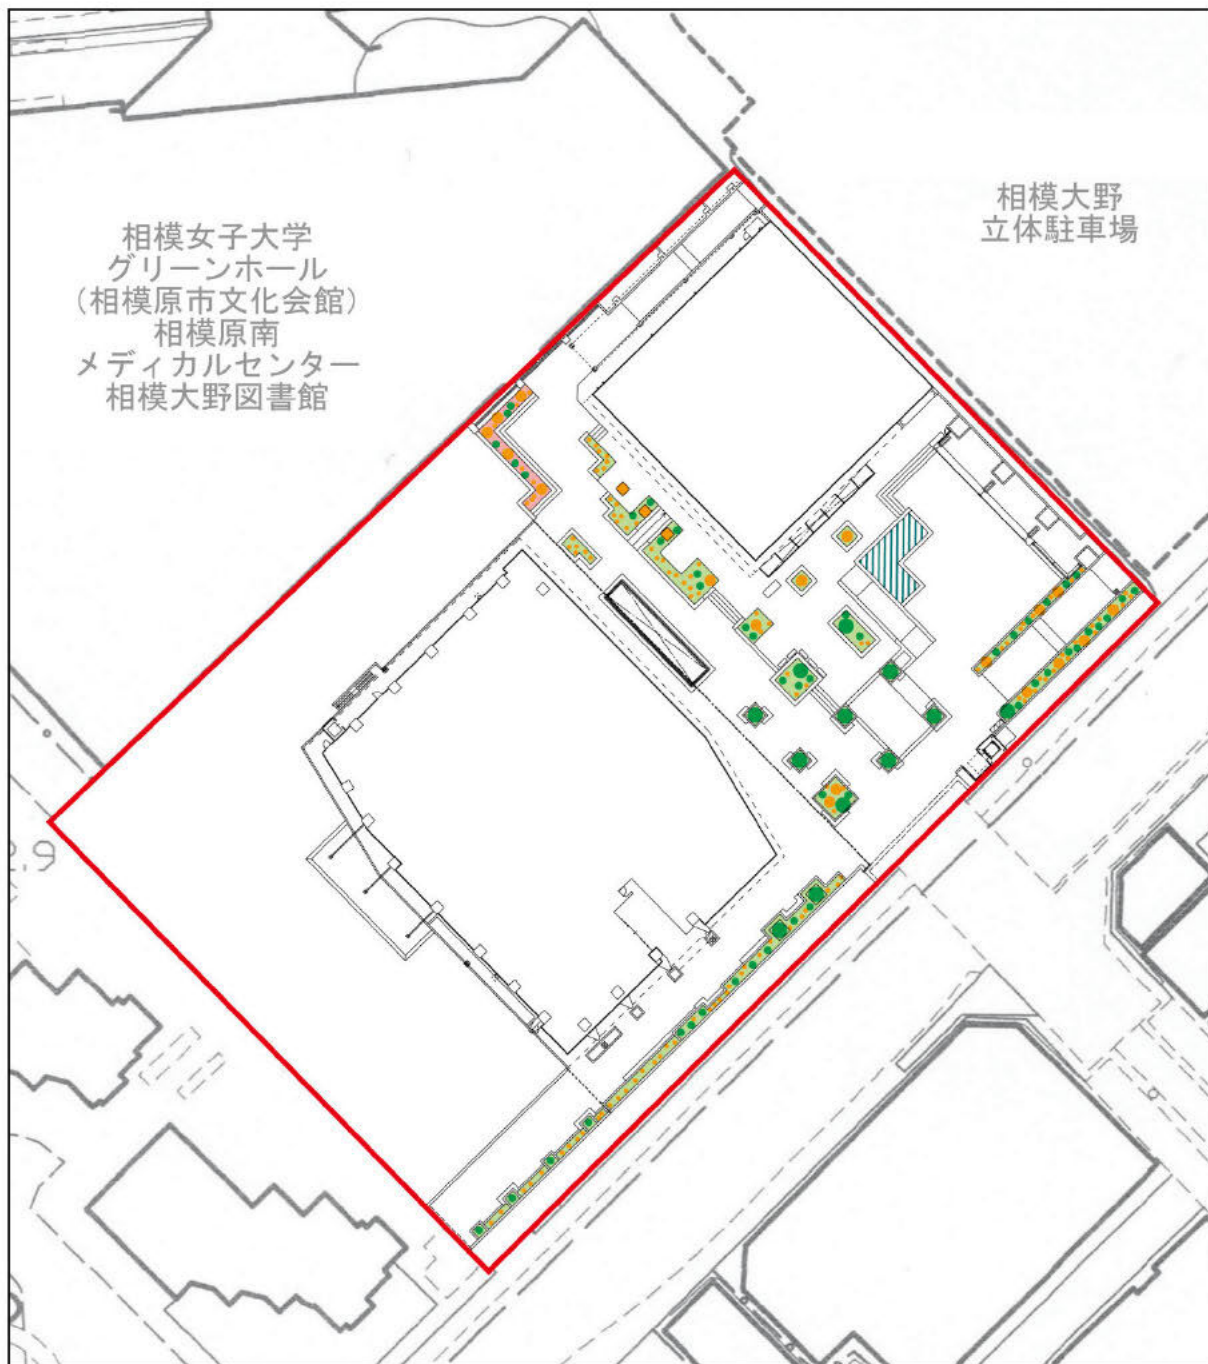 相模女子大学
グリーンホール
(相模原市文化会館)
相模原南
メディカルセンター
相模大野図書館
相模大野
立体駐車場
.9